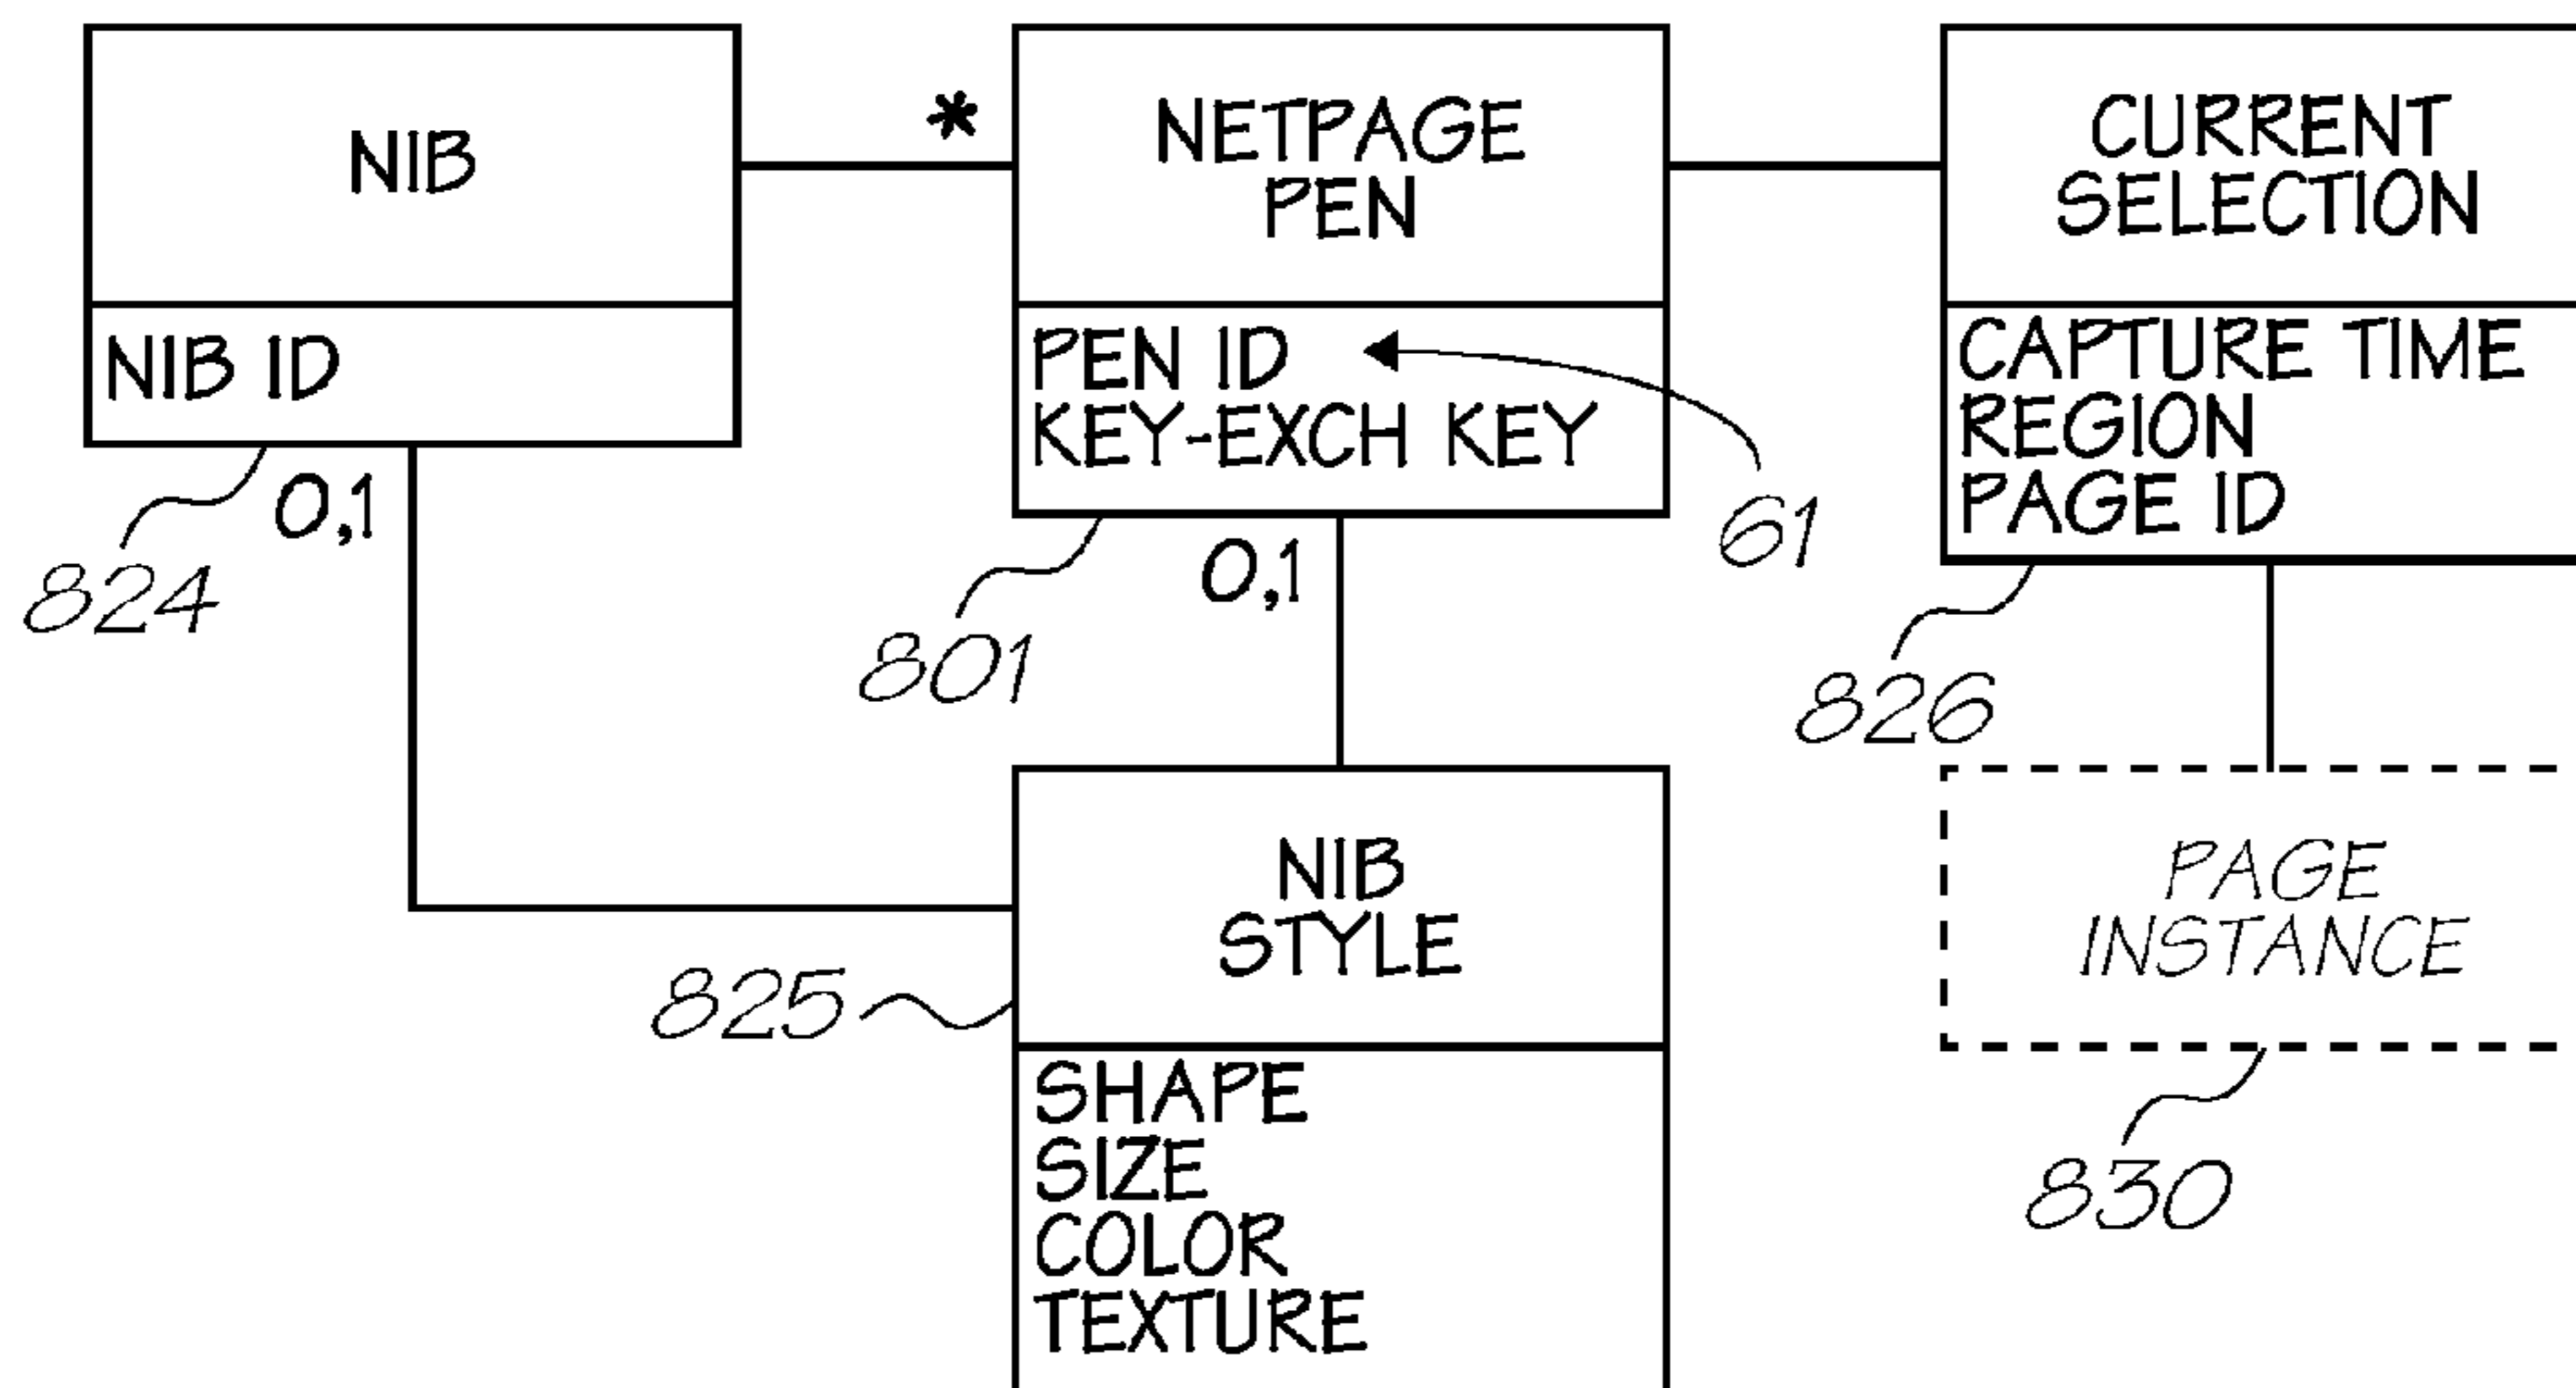 NIB
NIB ID
824
0,1
*
NETPAGE
PEN
PEN ID
KEY-EXCH KEY
61
801
0,1
CURRENT
SELECTION
CAPTURE TIME
REGION
PAGE ID
826
NIB
STYLE
825
SHAPE
SIZE
COLOR
TEXTURE
PAGE
INSTANCE
830